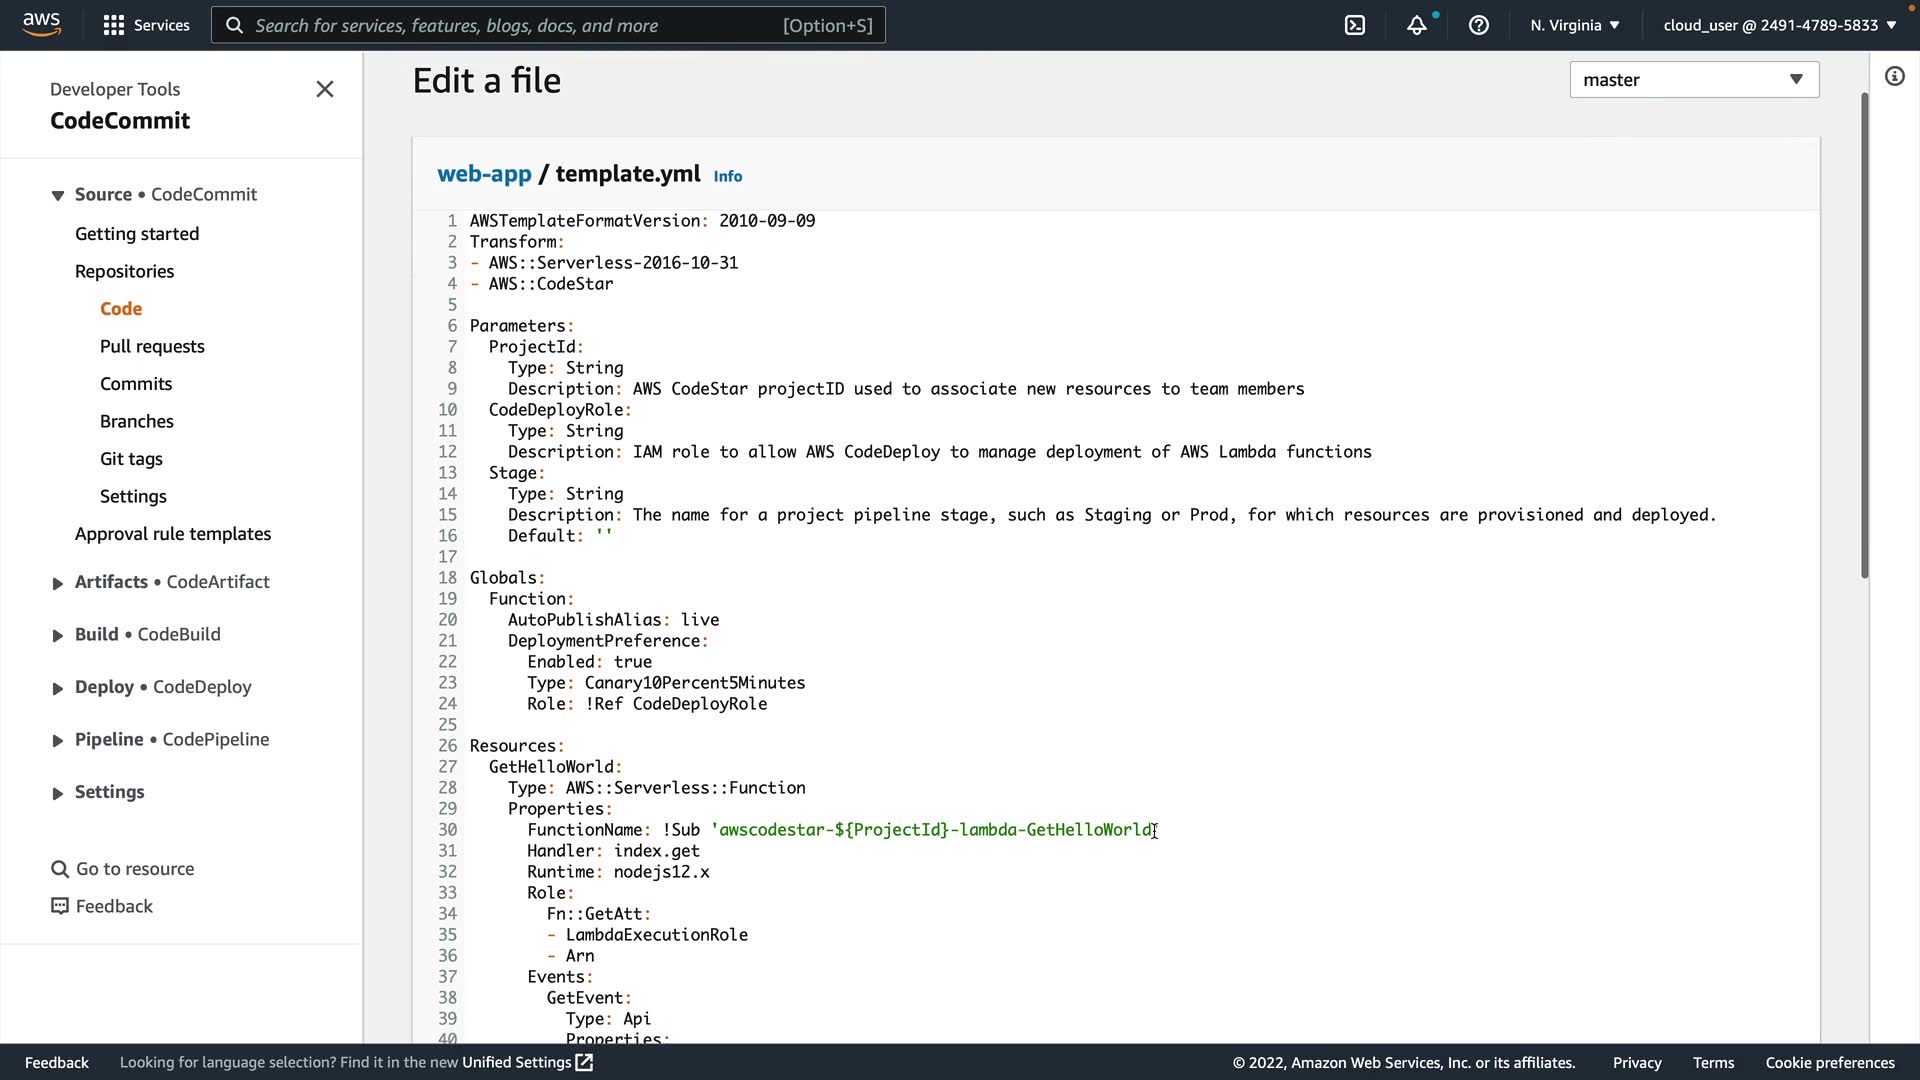 aws
Services
Search for services, features, blogs, docs, and more
[Option+S]
N. Virginia
cloud_user @ 2491-4789-5833
Developer Tools
CodeCommit
Source • CodeCommit
Getting started
Repositories
Code
Pull requests
Commits
Branches
Git tags
Settings
Approval rule templates
Artifacts • CodeArtifact
Build • CodeBuild
Deploy • CodeDeploy
Pipeline • CodePipeline
Settings
Go to resource
Feedback
Edit a file
master
web-app / template.yml Info
1 AWSTemplateFormatVersion: 2010-09-09
2 Transform:
3 - AWS::Serverless-2016-10-31
4 - AWS::CodeStar
5
6 Parameters:
7   ProjectId:
8     Type: String
9     Description: AWS CodeStar projectID used to associate new resources to team members
10   CodeDeployRole:
11     Type: String
12     Description: IAM role to allow AWS CodeDeploy to manage deployment of AWS Lambda functions
13   Stage:
14     Type: String
15     Description: The name for a project pipeline stage, such as Staging or Prod, for which resources are provisioned and deployed.
16     Default: ''
17
18 Globals:
19   Function:
20     AutoPublishAlias: live
21     DeploymentPreference:
22       Enabled: true
23       Type: Canary10Percent5Minutes
24       Role: !Ref CodeDeployRole
25
26 Resources:
27   GetHelloWorld:
28     Type: AWS::Serverless::Function
29     Properties:
30       FunctionName: !Sub 'awscodestar-${ProjectId}-lambda-GetHelloWorld
31       Handler: index.get
32       Runtime: nodejs12.x
33       Role:
34         Fn::GetAtt:
35         - LambdaExecutionRole
36         - Arn
37       Events:
38         GetEvent:
39           Type: Api
40           Properties:
Feedback
Looking for language selection? Find it in the new Unified Settings
© 2022, Amazon Web Services, Inc. or its affiliates.
Privacy
Terms
Cookie preferences